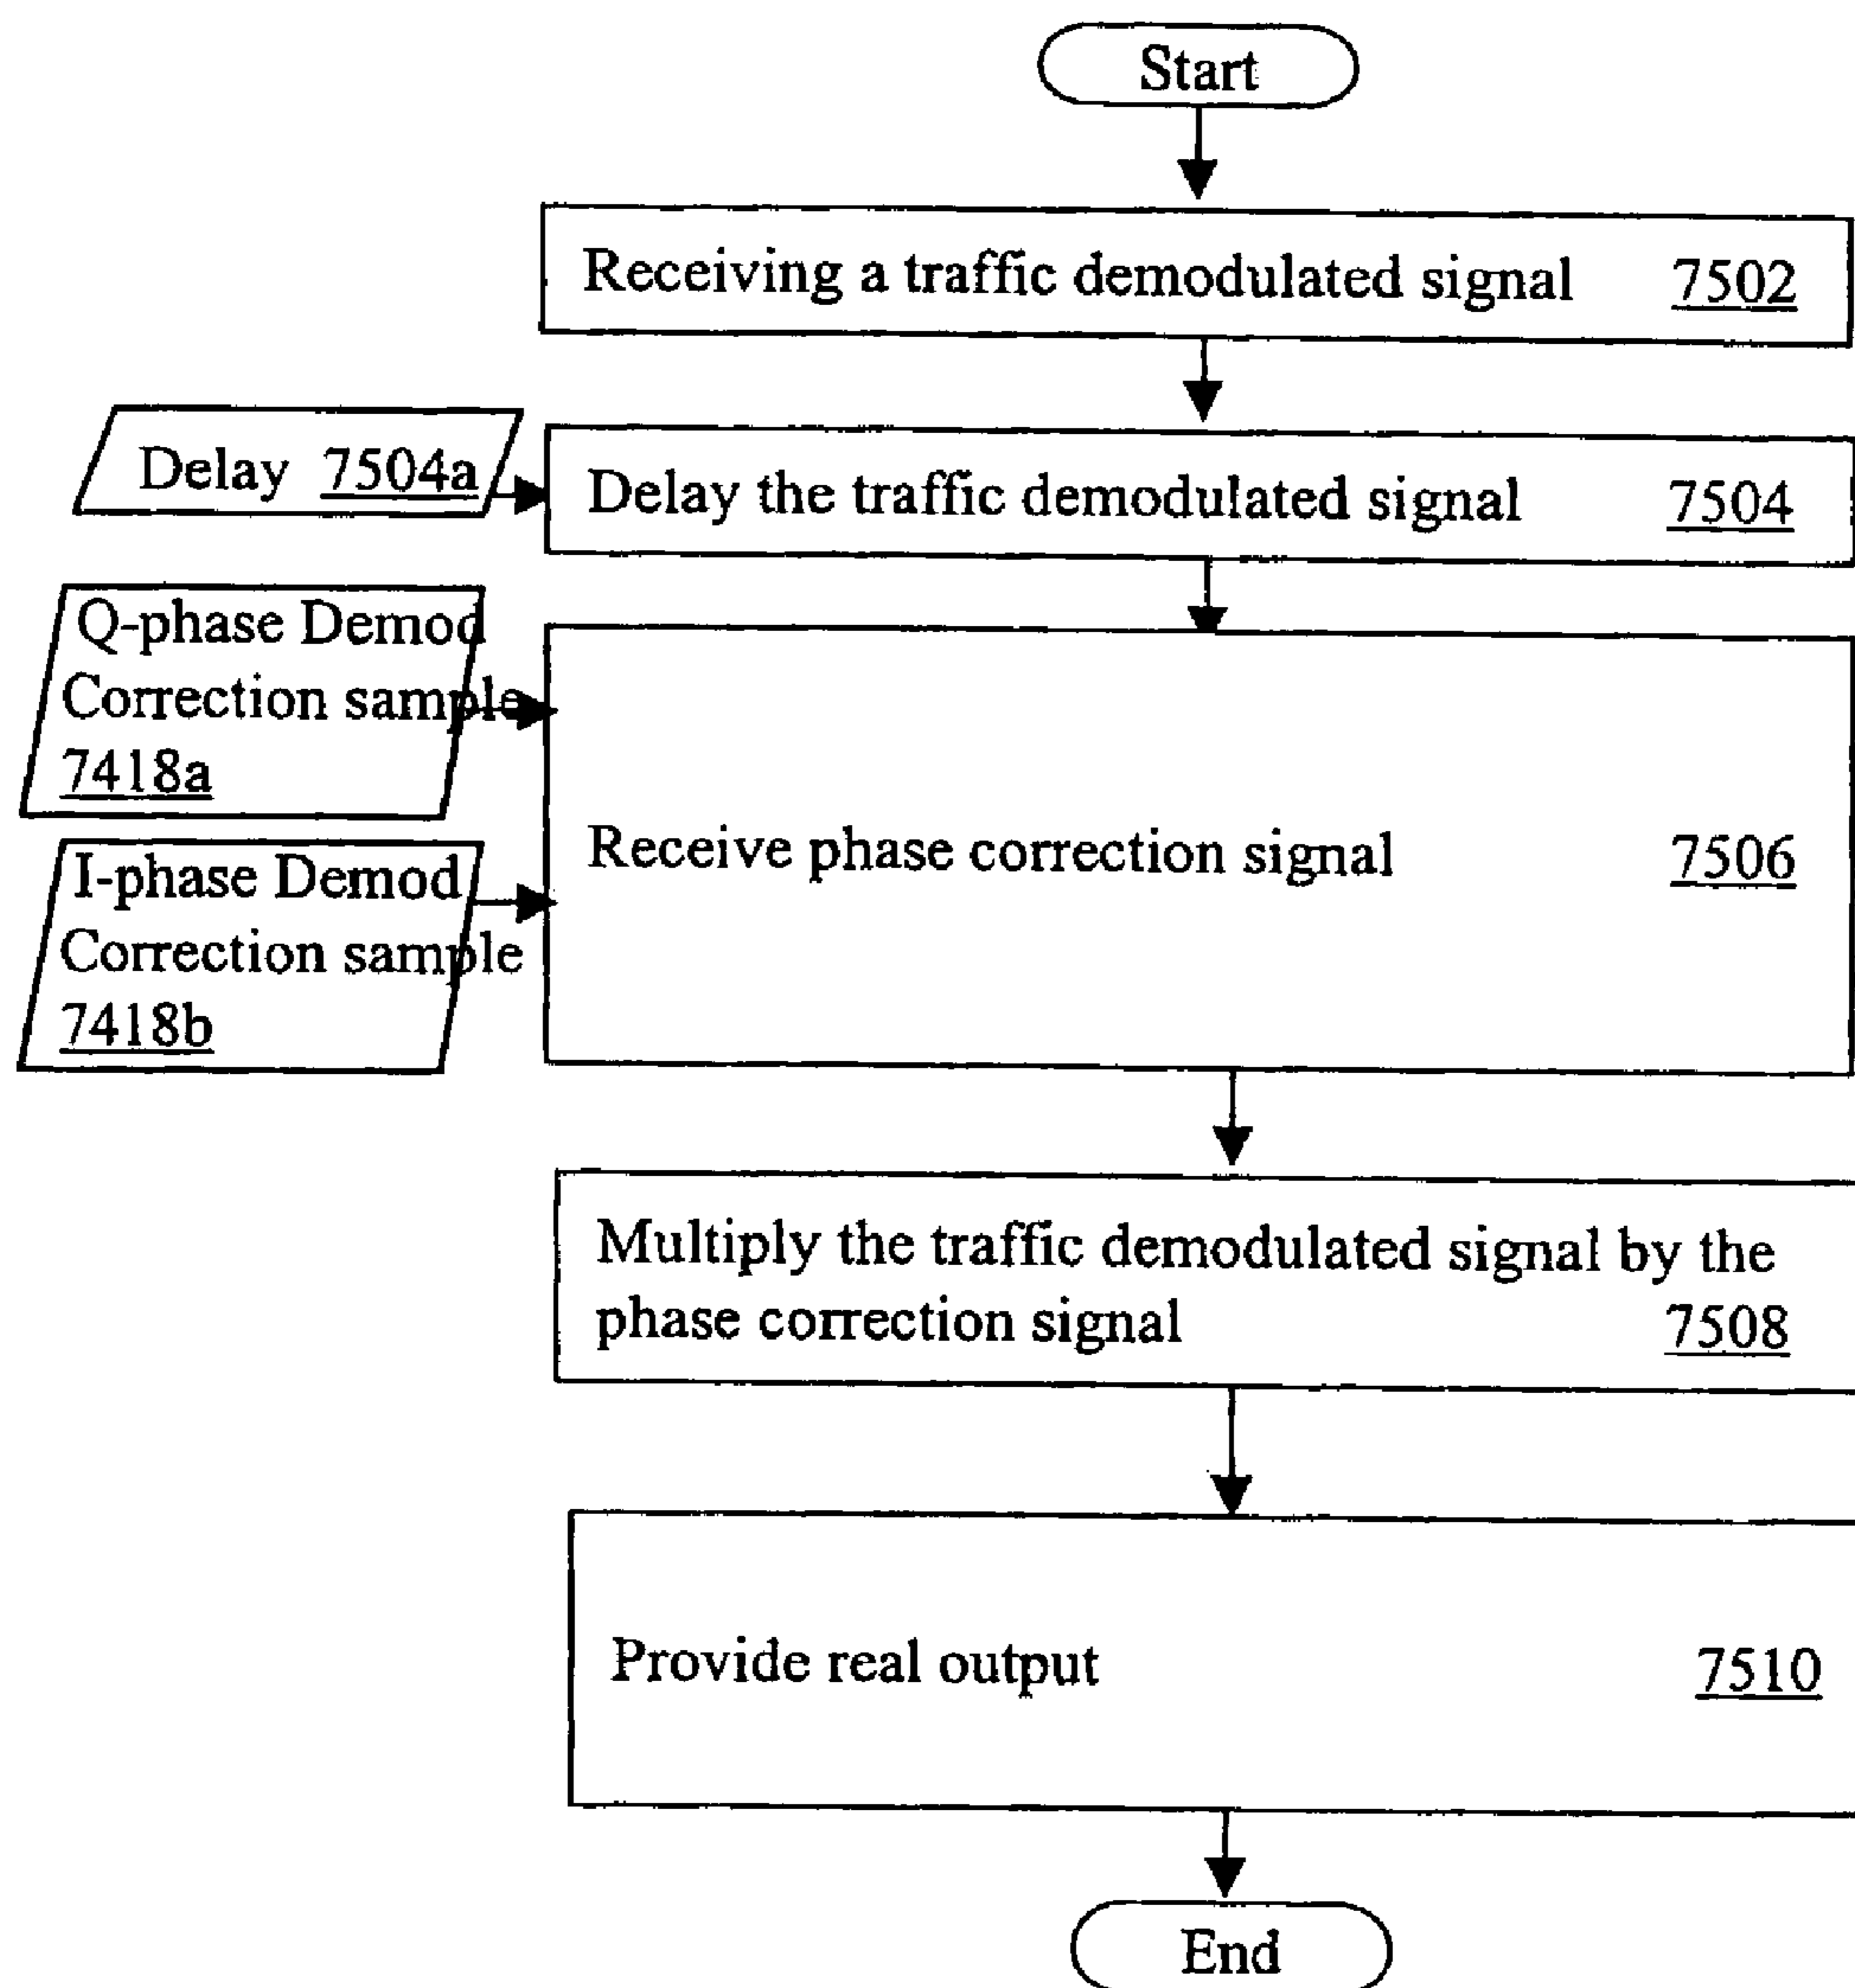 Start
Receiving a traffic demodulated signal 7502
Delay 7504a
Delay the traffic demodulated signal 7504
Q-phase Demod
Correction sample
7418a
Receive phase correction signal 7506
I-phase Demod
Correction sample
7418b
Multiply the traffic demodulated signal by the
phase correction signal 7508
Provide real output 7510
End